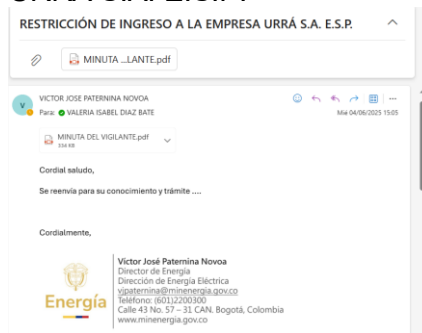 RESTRICCIÓN DE INGRESO A LA EMPRESA URRÁ S.A. E.S.P.
MINUTA ...LANTE.pdf
V
VICTOR JOSE PATERNINA NOVOA
Para: VALERIA ISABEL DIAZ BATE
Mié 04/06/2025 15:05
MINUTA DEL VIGILANTE.pdf
334 KB
Cordial saludo,
Se reenvía para su conocimiento y trámite ....
Cordialmente,
Víctor José Paternina Novoa
Director de Energía
Dirección de Energía Eléctrica
vjpaternina@minenergia.gov.co
Teléfono: (601)2200300
Calle 43 No. 57 – 31 CAN. Bogotá, Colombia
www.minenergia.gov.co
Energía